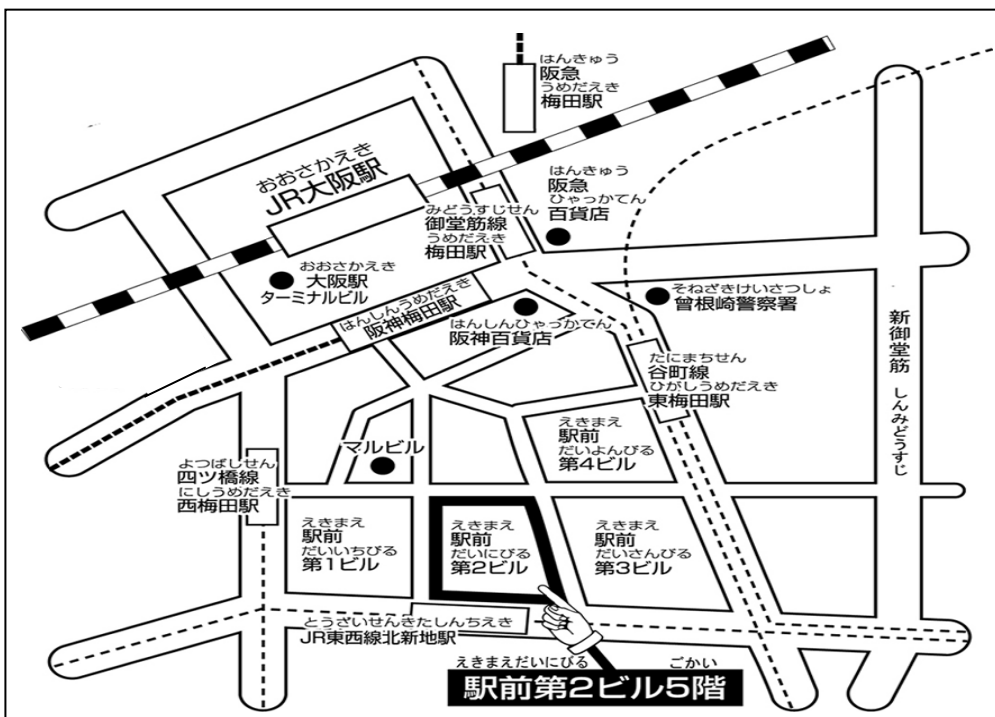 はんきゅう
阪急
うめだえき
梅田駅
おおさかえき
JR大阪駅
はんきゅう
阪急
ひゃっかてん
百貨店
みどうすじせん
御堂筋線
うめだえき
梅田駅
おおさかえき
大阪駅
ターミナルビル
はんしんうめだえき
阪神梅田駅
はんしんひゃっかてん
阪神百貨店
そねざきけいさつしょ
曾根崎警察署
新御堂筋 しんみどうすじ
たにまちせん
谷町線
ひがしうめだえき
東梅田駅
えきまえ
駅前
だいよんびる
第4ビル
マルビル
よつばしせん
四ツ橋線
にしうめだえき
西梅田駅
えきまえ
駅前
だいいちびる
第1ビル
えきまえ
駅前
だいにびる
第2ビル
えきまえ
駅前
だいさんびる
第3ビル
とうざいせんきたしんちえき
JR東西線北新地駅
えきまえだいにびる ごかい
駅前第2ビル5階